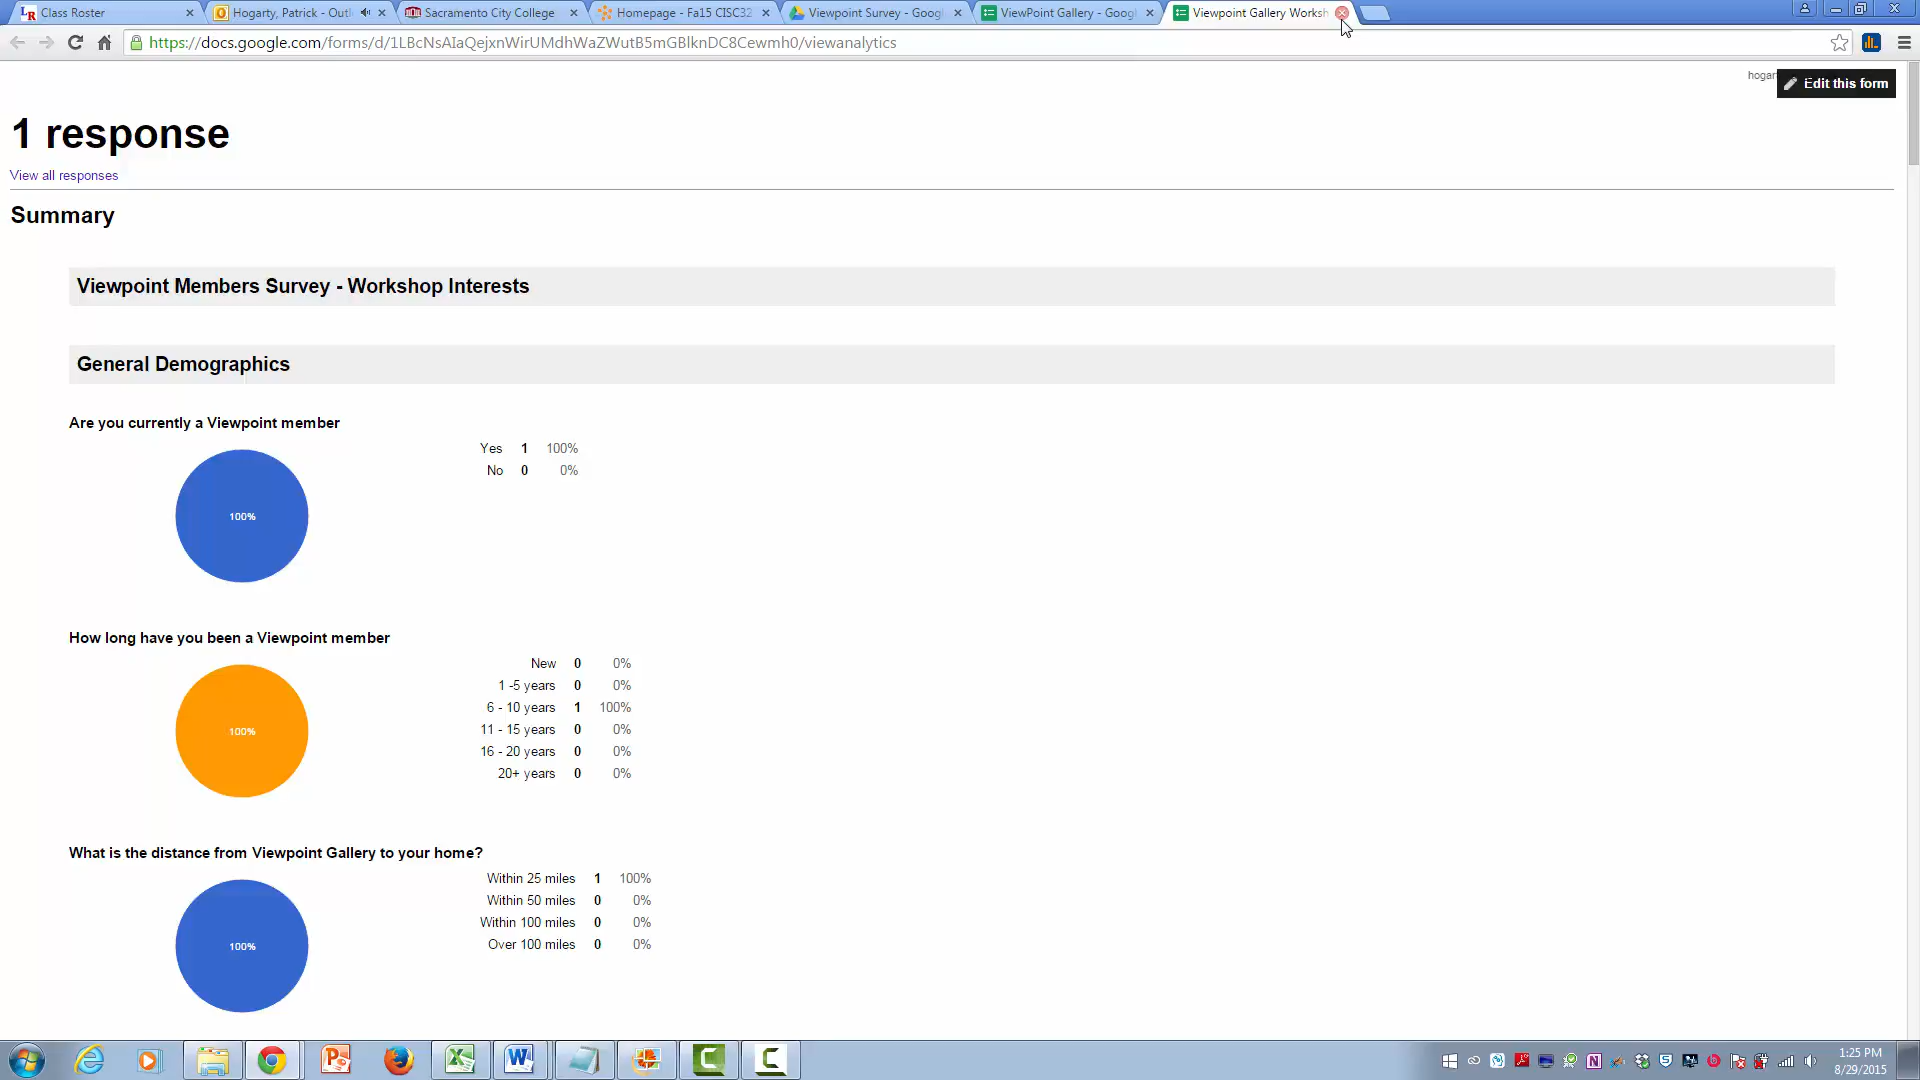 Class Roster
Hogarty, Patrick - Outl
Sacramento City College
Homepage - Fa15 CISC32
Viewpoint Survey - Googl
ViewPoint Gallery - Googl
Viewpoint Gallery Worksh
https://docs.google.com/forms/d/1LBcNsAIaQejxnWirUMdhWaZWutB5mGBlknDC8Cewmh0/viewanalytics
hogar
Edit this form
1 response
View all responses
Summary
Viewpoint Members Survey - Workshop Interests
General Demographics
Are you currently a Viewpoint member
100%
Yes 1 100%
No 0 0%
How long have you been a Viewpoint member
100%
New 0 0%
1 -5 years 0 0%
6 - 10 years 1 100%
11 - 15 years 0 0%
16 - 20 years 0 0%
20+ years 0 0%
What is the distance from Viewpoint Gallery to your home?
100%
Within 25 miles 1 100%
Within 50 miles 0 0%
Within 100 miles 0 0%
Over 100 miles 0 0%
1:25 PM
8/29/2015